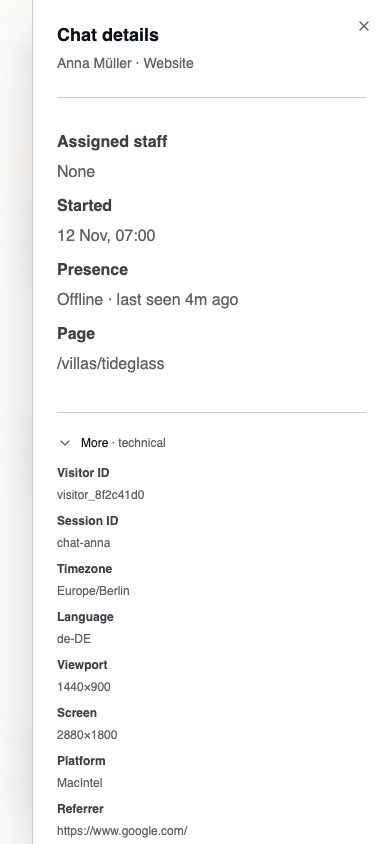 Chat details
Anna Müller · Website
Assigned staff
None
Started
12 Nov, 07:00
Presence
Offline · last seen 4m ago
Page
/villas/tideglass
More · technical
Visitor ID
visitor_8f2c41d0
Session ID
chat-anna
Timezone
Europe/Berlin
Language
de-DE
Viewport
1440×900
Screen
2880×1800
Platform
MacIntel
Referrer
https://www.google.com/